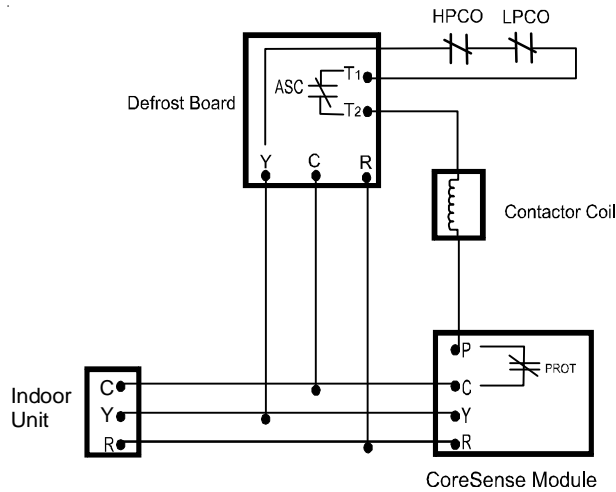 HPCO
LPCO
Defrost Board
ASC
T1
T2
Y
C
R
Contactor Coil
Indoor
Unit
C
Y
R
P
C
Y
R
PROT
CoreSense Module